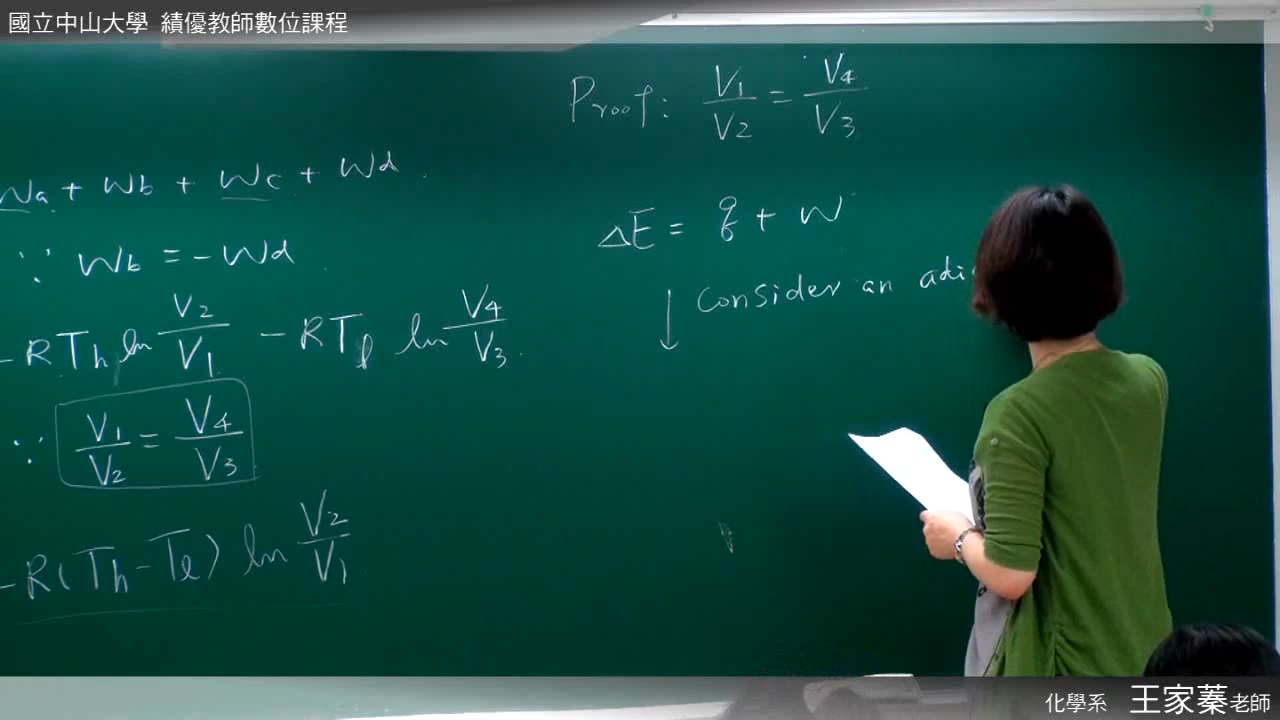 國立中山大學 績優教師數位課程
Wa + Wb + Wc + Wd
∵ Wb = -Wd
-RTh ln V2/V1 - RTl ln V4/V3
∵ V1/V2 = V4/V3
-R(Th-Tl) ln V2/V1
Proof: V1/V2 = V4/V3
ΔE = q + w
↓ Consider an adi
化學系 王家蓁老師